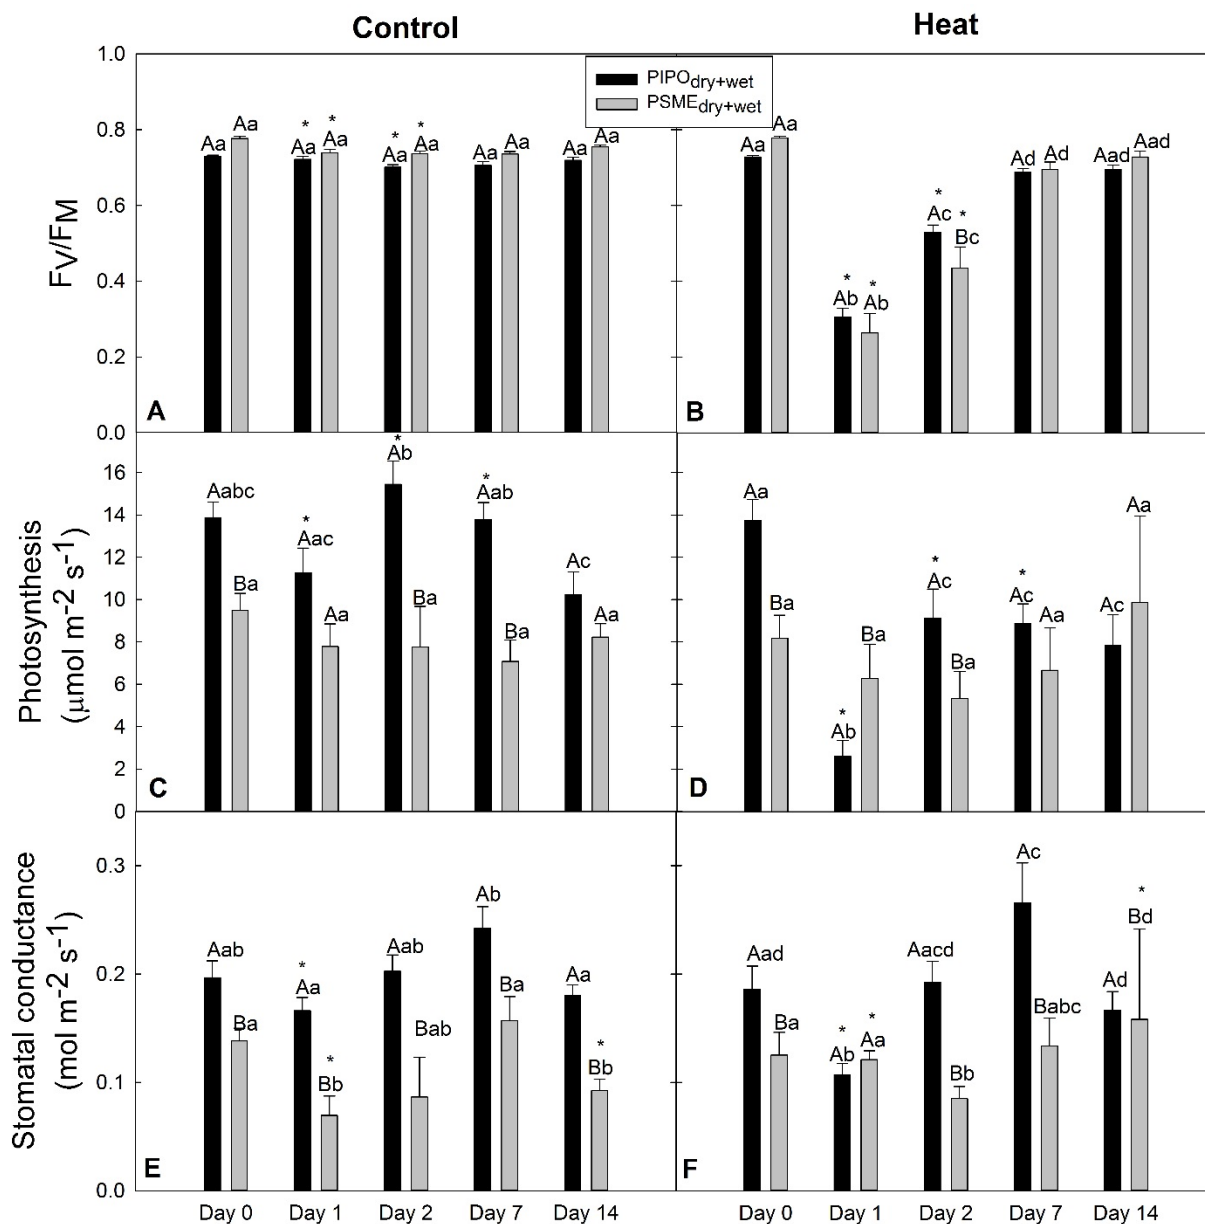 Control
Heat
PIPOdry+wet
PSMEdry+wet
FV/FM
1.0
0.8
0.6
0.4
0.2
0.0
Aa Aa
* * Aa Aa
* * Aa Aa
Aa Aa
Aa Aa
A
Aa Aa
* * Ab Ab
* * Ac Bc
Ad Ad
Aad Aad
B
Photosynthesis
(μmol m-2 s-1)
16
14
12
10
8
6
4
2
0
Aabc Ba
* Aac Aa
* Ab Ba
* Aab Ba
Ac Aa
C
Aa Ba
* Ab Ba
* Ac Ba
* Ac Aa
Ac Aa
D
Stomatal conductance
(mol m-2 s-1)
0.3
0.2
0.1
0.0
Aab Ba
* Aa * Bb
Aab Bab
Ab Ba
Aa * Bb
E
Aad Ba
* Ab * Aa
Aacd Bb
Ac Babc
Ad * Bd
F
Day 0 Day 1 Day 2 Day 7 Day 14
Day 0 Day 1 Day 2 Day 7 Day 14